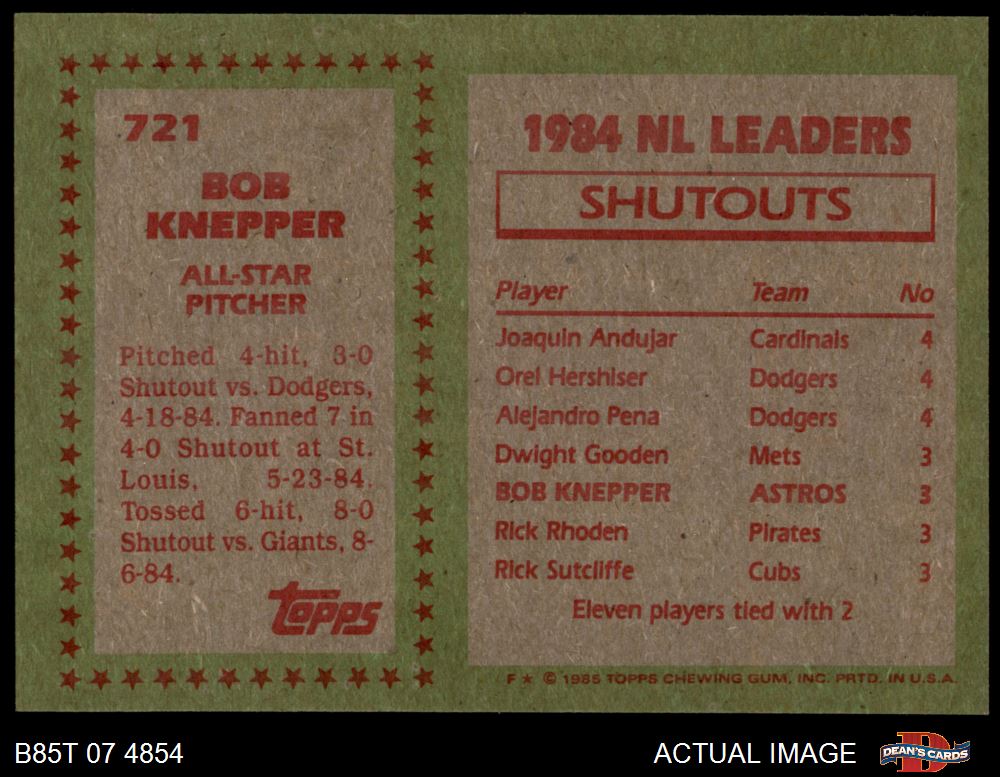 721
BOB
KNEPPER
ALL-STAR
PITCHER
Pitched 4-hit, 3-0
Shutout vs. Dodgers,
4-18-84. Fanned 7 in
4-0 Shutout at St.
Louis, 5-23-84.
Tossed 6-hit, 8-0
Shutout vs. Giants, 8-
6-84.
Topps
1984 NL LEADERS
SHUTOUTS
Player Team No
Joaquin Andujar Cardinals 4
Orel Hershiser Dodgers 4
Alejandro Pena Dodgers 4
Dwight Gooden Mets 3
BOB KNEPPER ASTROS 3
Rick Rhoden Pirates 3
Rick Sutcliffe Cubs 3
Eleven players tied with 2
F ★ © 1985 TOPPS CHEWING GUM, INC. PRTD. IN U.S.A.
B85T 07 4854
ACTUAL IMAGE
D
DEAN'S CARDS